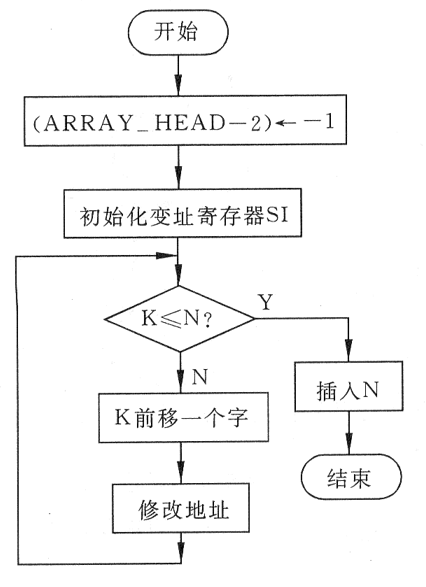 开始
(ARRAY_HEAD－2)←－1
初始化变址寄存器SI
K≤N?
Y
N
插入N
K前移一个字
修改地址
结束